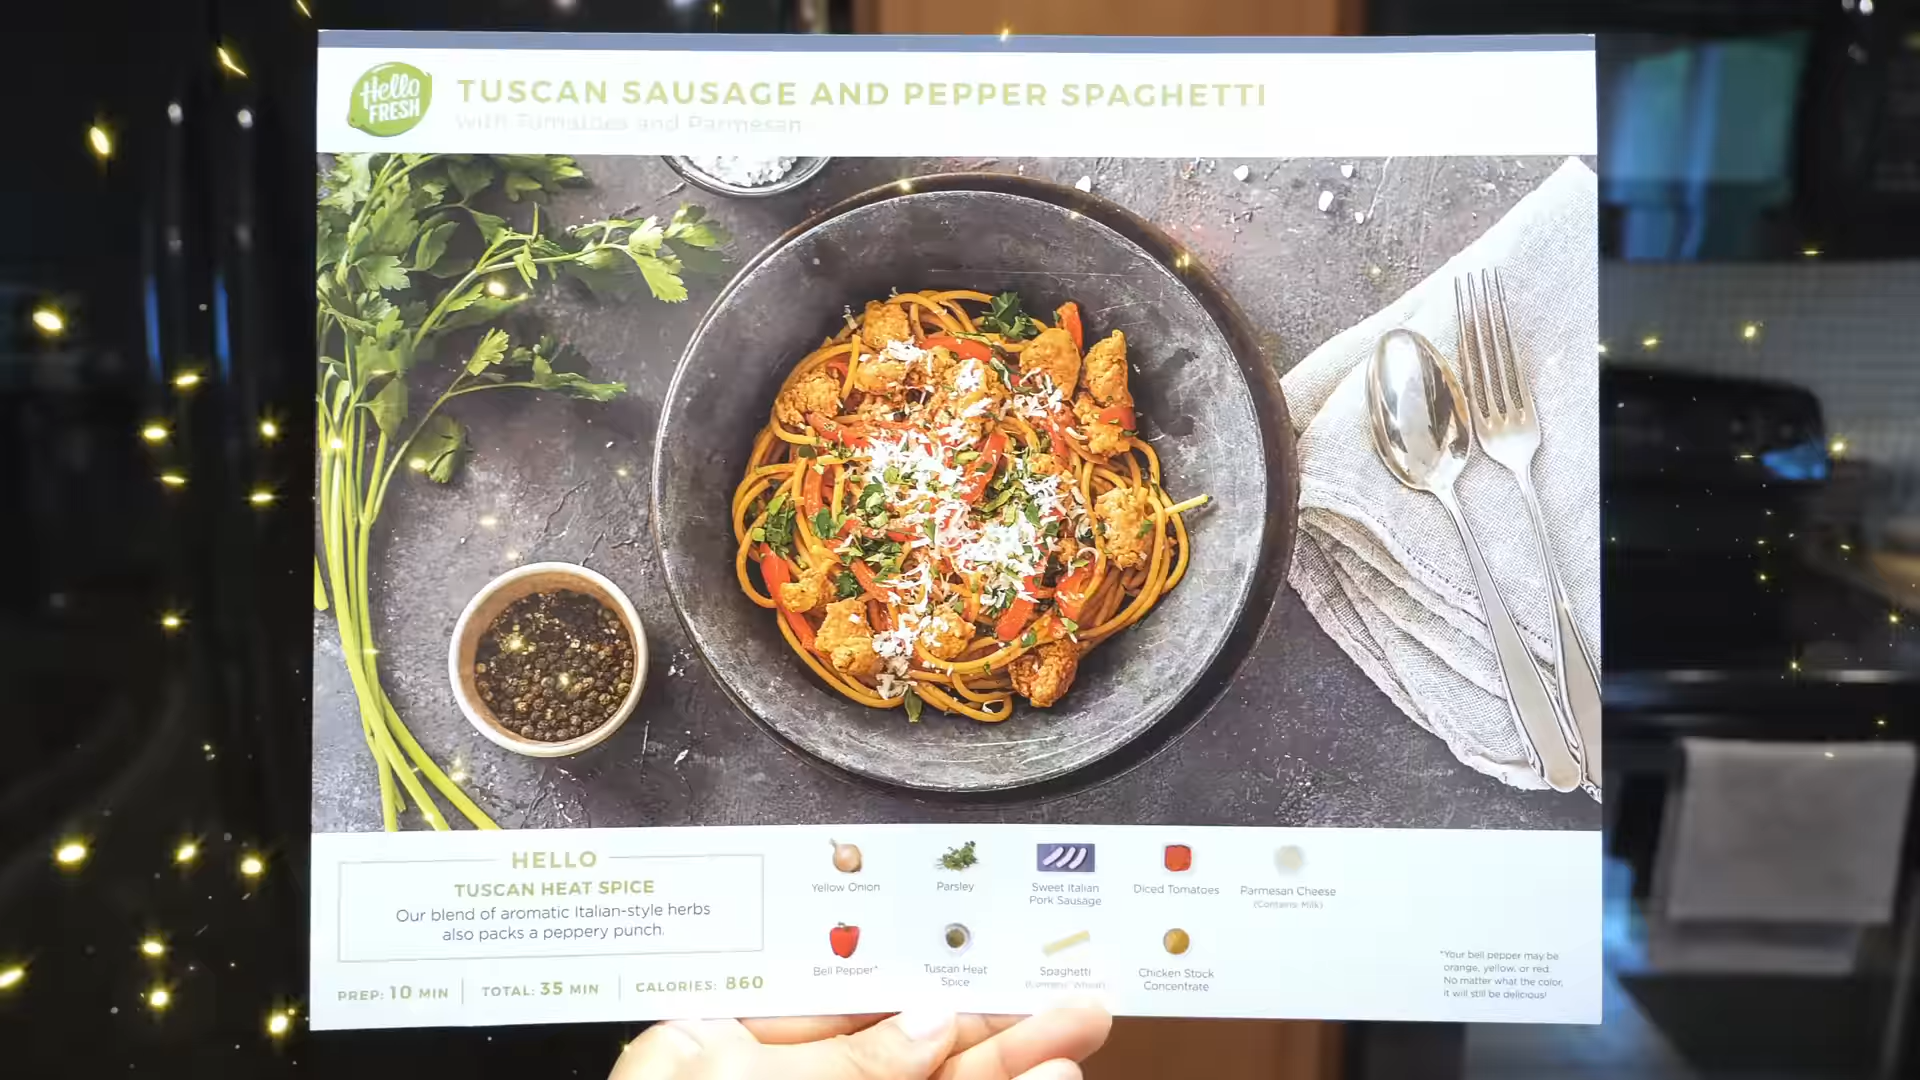 Hello
FRESH
TUSCAN SAUSAGE AND PEPPER SPAGHETTI
with Tomatoes and Parmesan
HELLO
TUSCAN HEAT SPICE
Our blend of aromatic Italian-style herbs
also packs a peppery punch.
PREP: 10 MIN
TOTAL: 35 MIN
CALORIES: 860
Yellow Onion
Parsley
Sweet Italian
Pork Sausage
Diced Tomatoes
Parmesan Cheese
(Contains Milk)
Bell Pepper*
Tuscan Heat
Spice
Spaghetti
(Contains Wheat)
Chicken Stock
Concentrate
*Your bell pepper may be
orange, yellow, or red.
No matter what the color,
it will still be delicious!